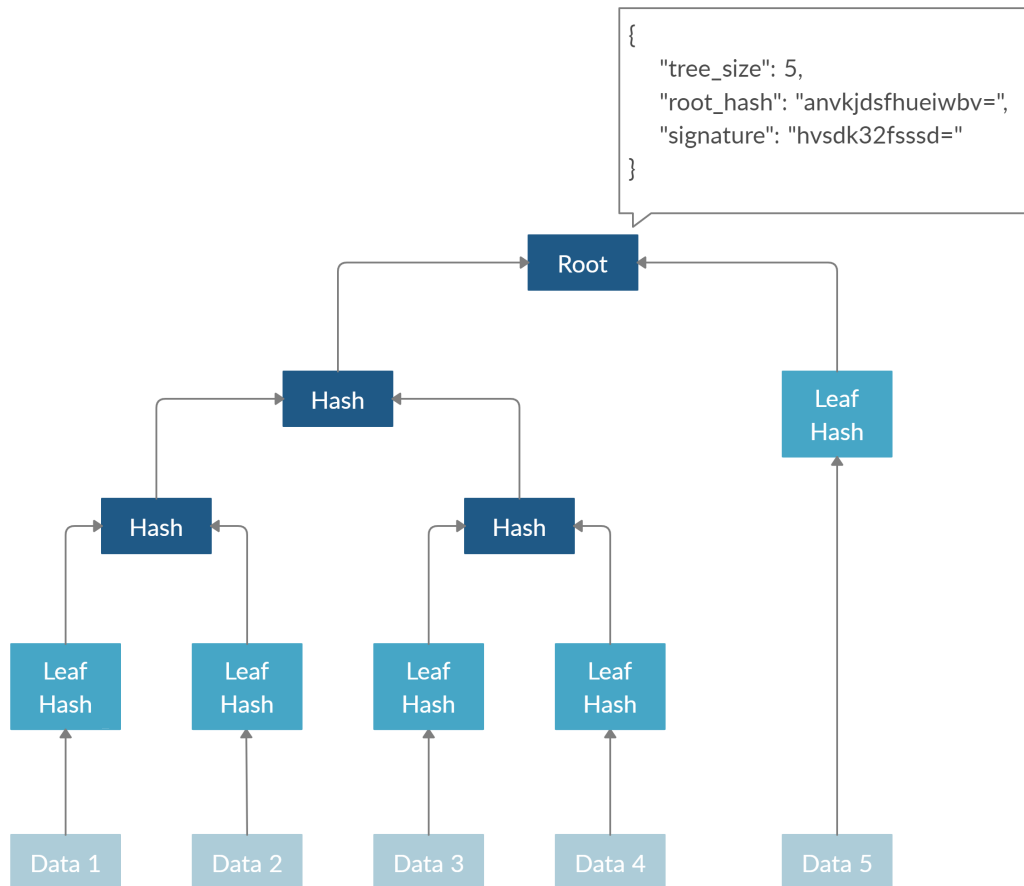 {
"tree_size": 5,
"root_hash": "anvkjdsfhueiwbv=",
"signature": "hvsdk32fsssd="
}
Root
Hash
Leaf
Hash
Hash
Hash
Leaf
Hash
Leaf
Hash
Leaf
Hash
Leaf
Hash
Data 1
Data 2
Data 3
Data 4
Data 5